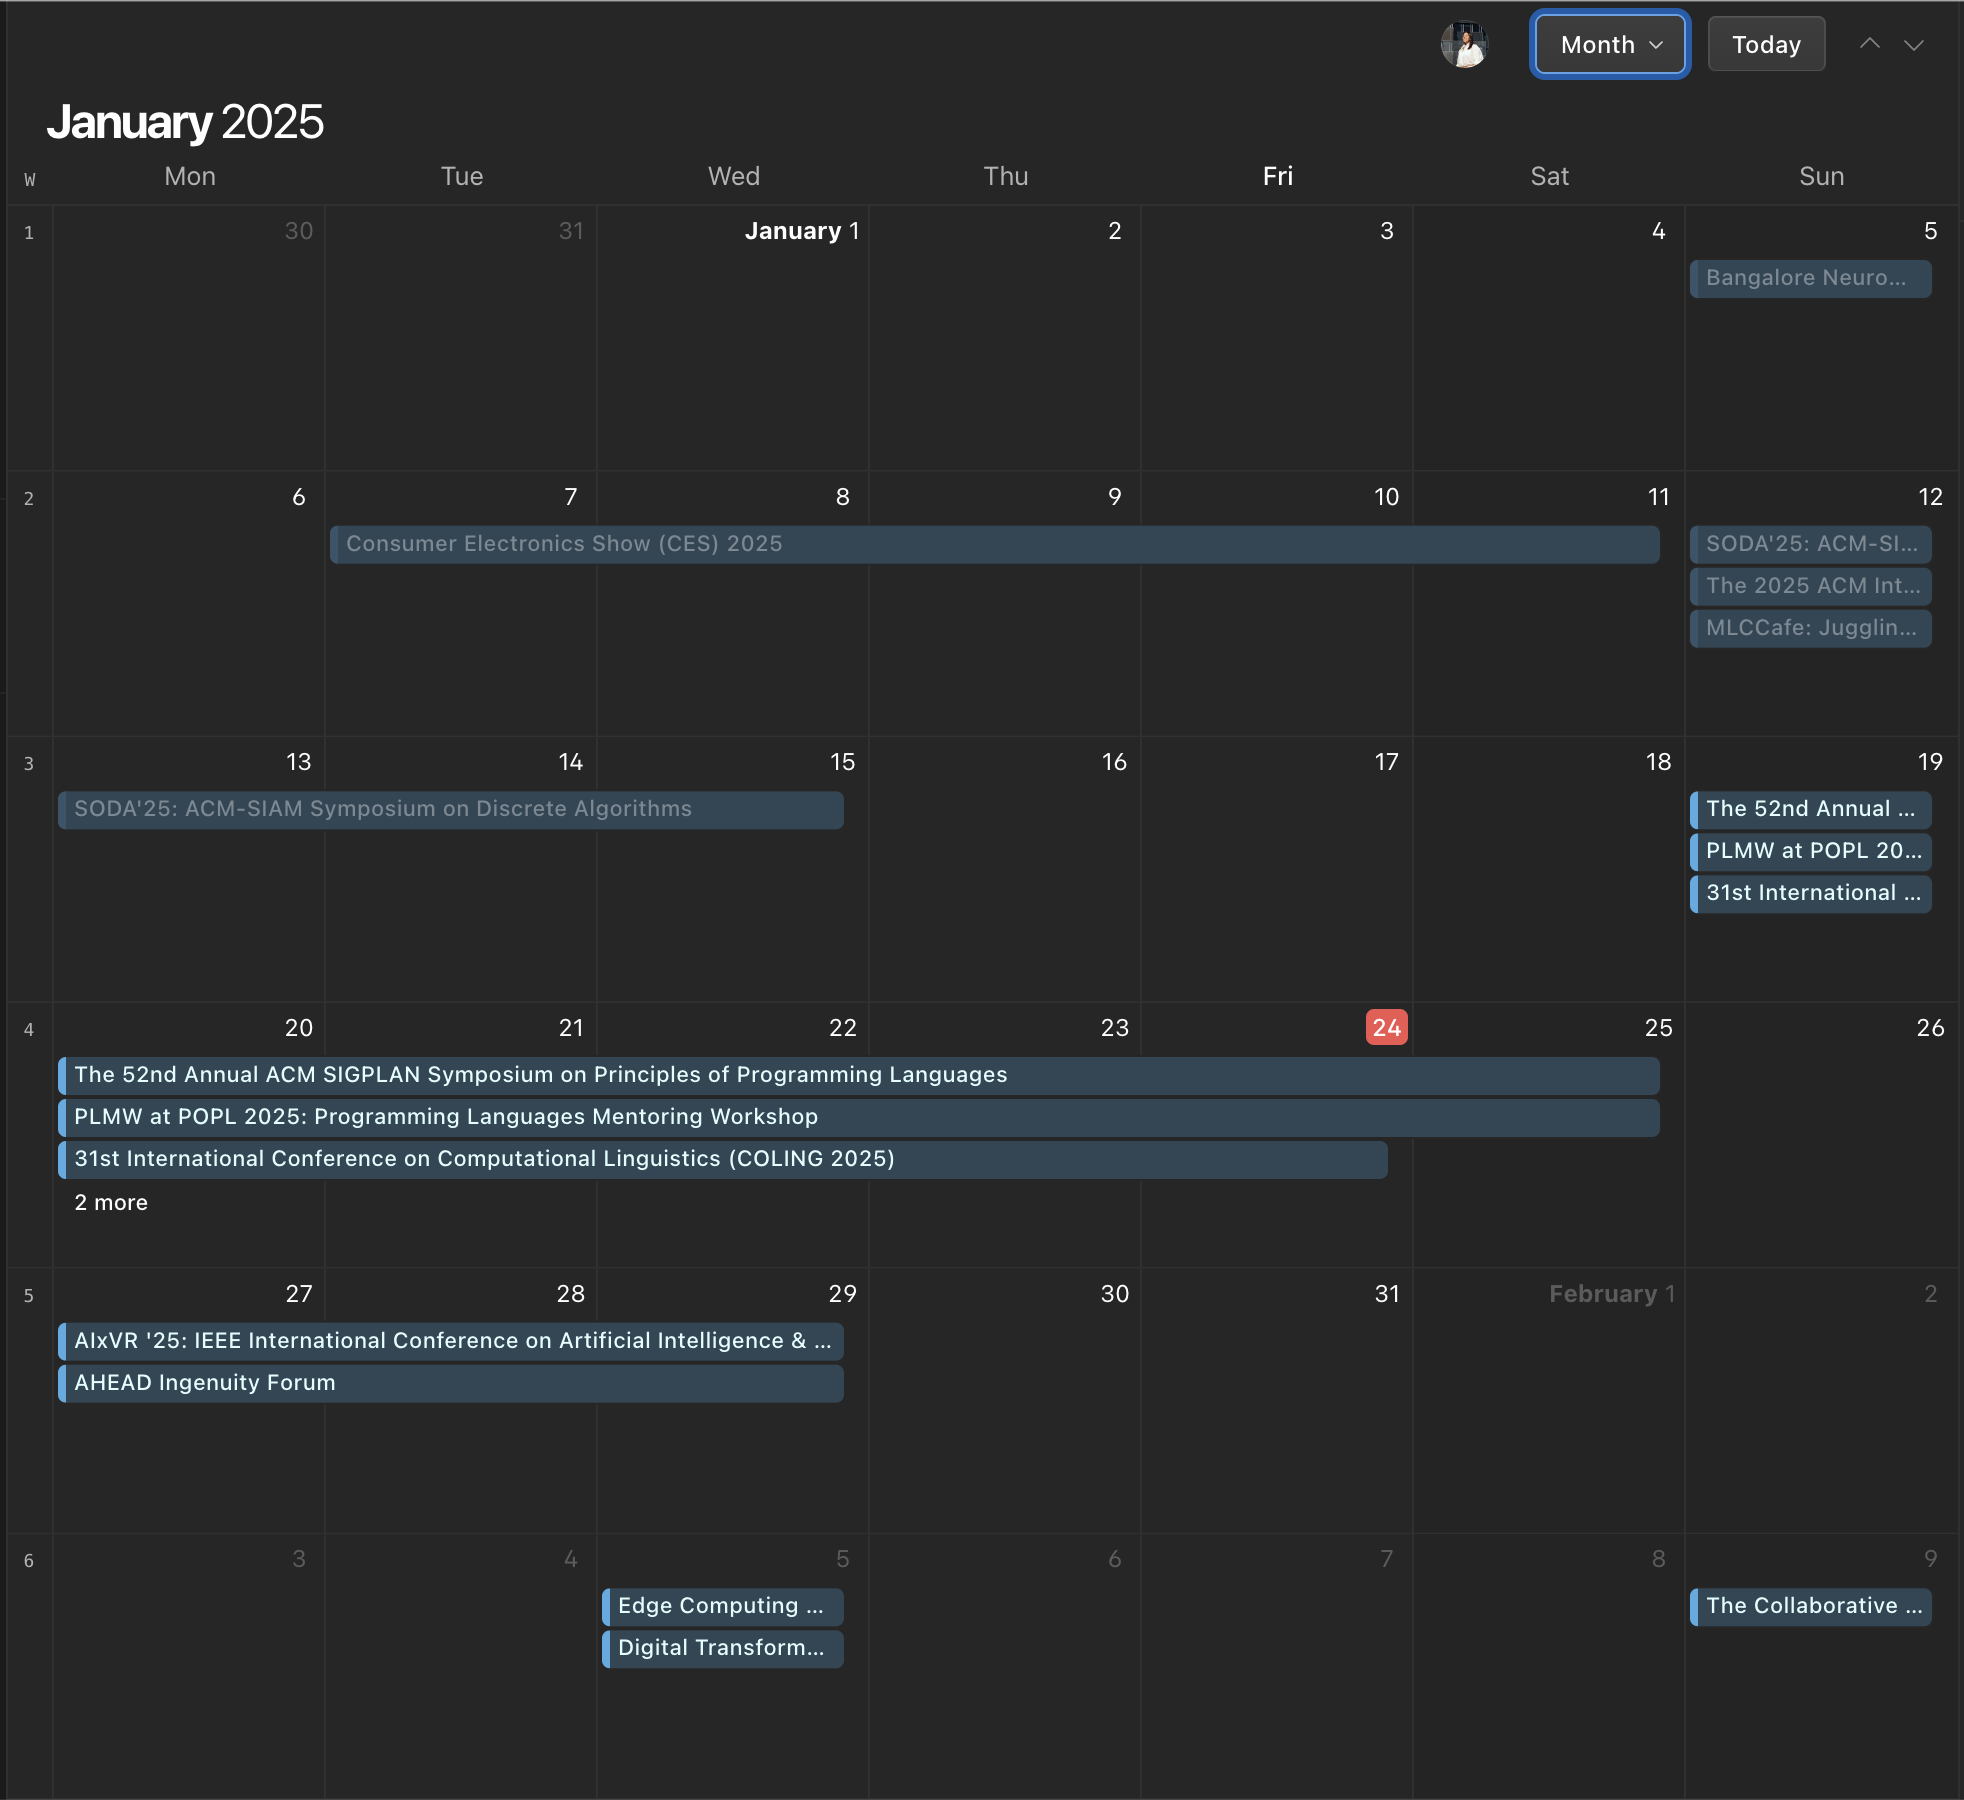 Month
Today
January 2025
W Mon Tue Wed Thu Fri Sat Sun
1 30 31 January 1 2 3 4 5
Bangalore Neuro...
2 6 7 8 9 10 11 12
Consumer Electronics Show (CES) 2025
SODA'25: ACM-SI...
The 2025 ACM Int...
MLCCafe: Jugglin...
3 13 14 15 16 17 18 19
SODA'25: ACM-SIAM Symposium on Discrete Algorithms
The 52nd Annual ...
PLMW at POPL 20...
31st International ...
4 20 21 22 23 24 25 26
The 52nd Annual ACM SIGPLAN Symposium on Principles of Programming Languages
PLMW at POPL 2025: Programming Languages Mentoring Workshop
31st International Conference on Computational Linguistics (COLING 2025)
2 more
5 27 28 29 30 31 February 1 2
AIxVR '25: IEEE International Conference on Artificial Intelligence & ...
AHEAD Ingenuity Forum
6 3 4 5 6 7 8 9
Edge Computing ...
Digital Transform...
The Collaborative ...